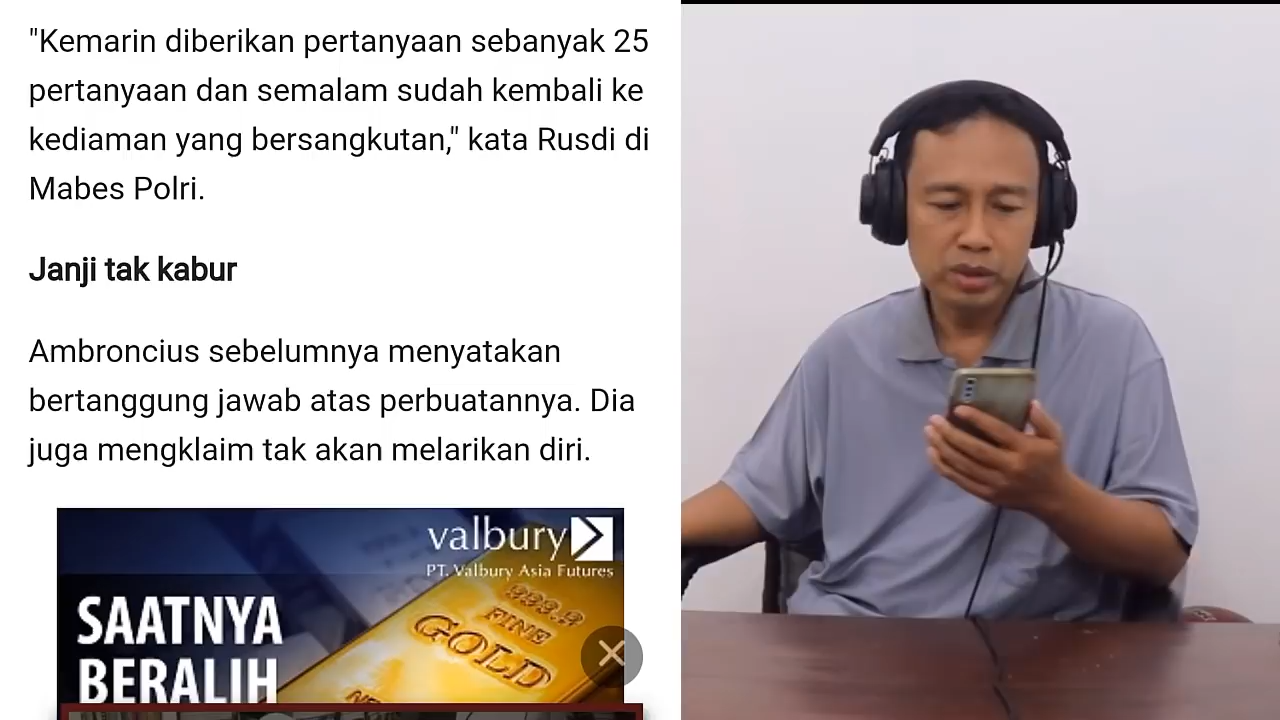 "Kemarin diberikan pertanyaan sebanyak 25
pertanyaan dan semalam sudah kembali ke
kediaman yang bersangkutan," kata Rusdi di
Mabes Polri.
Janji tak kabur
Ambroncius sebelumnya menyatakan
bertanggung jawab atas perbuatannya. Dia
juga mengklaim tak akan melarikan diri.
valbury
PT. Valbury Asia Futures
SAATNYA
BERALIH
999.9
FINE
GOLD